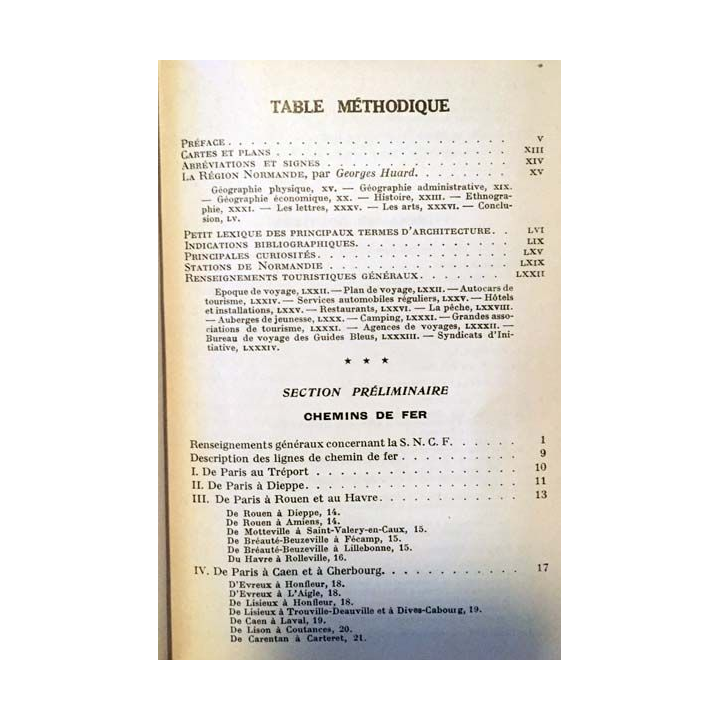 TABLE MÉTHODIQUE
PRÉFACE. . . . . . . . . . . . . . . . . . . . . . . V
CARTES ET PLANS . . . . . . . . . . . . . . . . . . . XIII
ABRÉVIATIONS ET SIGNES . . . . . . . . . . . . . . . . XIV
LA RÉGION NORMANDE, par Georges Huard. . . . . . . . . XV
Géographie physique, XV. — Géographie administrative, XIX.
— Géographie économique, XX. — Histoire, XXIII. — Ethnogra-
phie, XXXI. — Les lettres, XXXV. — Les arts, XXXVI. — Conclu-
sion, LV.
PETIT LEXIQUE DES PRINCIPAUX TERMES D'ARCHITECTURE. . LVI
INDICATIONS BIBLIOGRAPHIQUES. . . . . . . . . . . . . LIX
PRINCIPALES CURIOSITÉS. . . . . . . . . . . . . . . . LXV
STATIONS DE NORMANDIE . . . . . . . . . . . . . . . . LXIX
RENSEIGNEMENTS TOURISTIQUES GÉNÉRAUX. . . . . . . . . LXXII
Epoque de voyage, LXXII. — Plan de voyage, LXXII. — Autocars de
tourisme, LXXIV. — Services automobiles réguliers, LXXV. — Hôtels
et installations, LXXV. — Restaurants, LXXVI. — La pêche, LXXVIII.
— Auberges de jeunesse, LXXX. — Camping, LXXXI. — Grandes asso-
ciations de tourisme, LXXXI. — Agences de voyages, LXXXII. —
Bureau de voyage des Guides Bleus, LXXXIII. — Syndicats d'Ini-
tiative, LXXXIV.
★ ★ ★
SECTION PRÉLIMINAIRE
CHEMINS DE FER
Renseignements généraux concernant la S. N. C. F. . . . . . . 1
Description des lignes de chemin de fer . . . . . . . . . . . 9
I. De Paris au Tréport . . . . . . . . . . . . . . . . . 10
II. De Paris à Dieppe. . . . . . . . . . . . . . . . . . 11
III. De Paris à Rouen et au Havre. . . . . . . . . . . . 13
De Rouen à Dieppe, 14.
De Rouen à Amiens, 14.
De Motteville à Saint-Valery-en-Caux, 15.
De Bréauté-Beuzeville à Fécamp, 15.
De Bréauté-Beuzeville à Lillebonne, 15.
Du Havre à Rolleville, 16.
IV. De Paris à Caen et à Cherbourg. . . . . . . . . . . 17
D'Evreux à Honfleur, 18.
D'Evreux à L'Aigle, 18.
De Lisieux à Honfleur, 18.
De Lisieux à Trouville-Deauville et à Dives-Cabourg, 19.
De Caen à Laval, 19.
De Lison à Coutances, 20.
De Carentan à Carteret, 21.